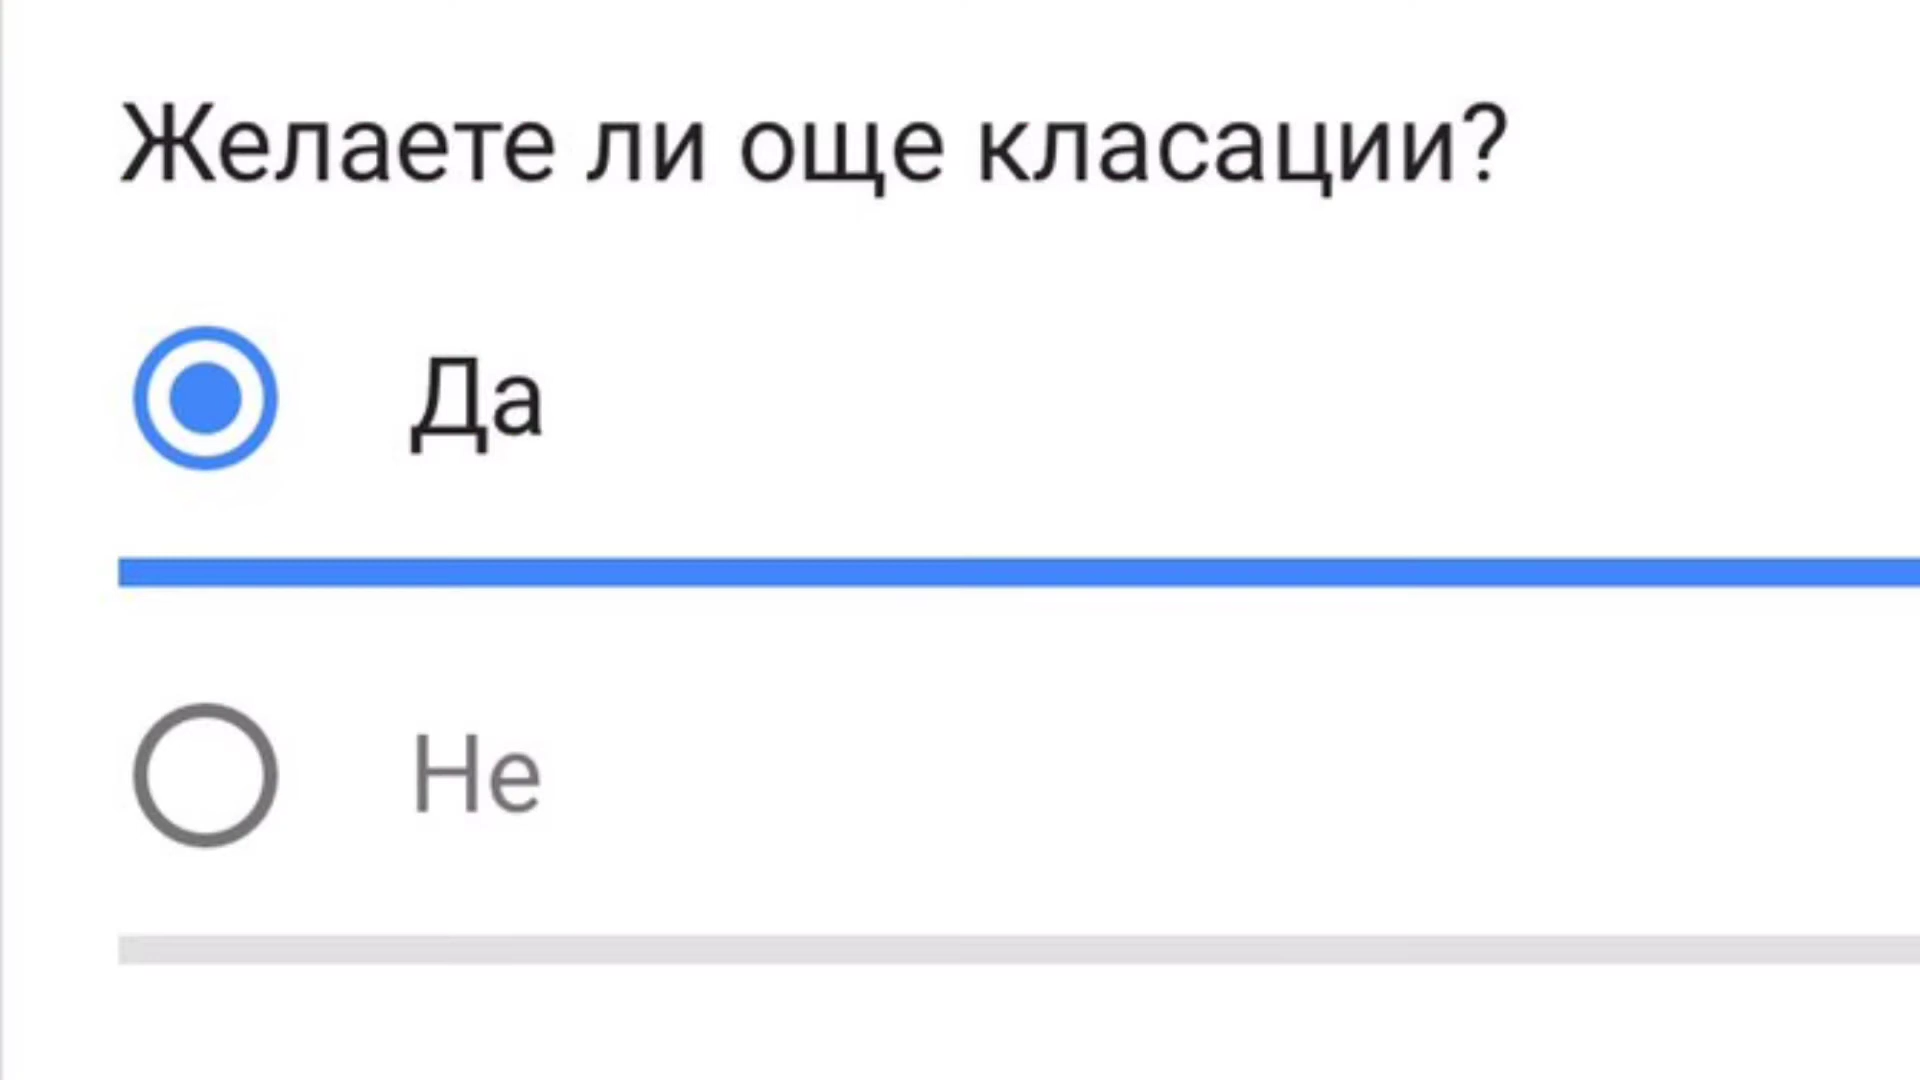 Желаете ли още класации?
Да
Не